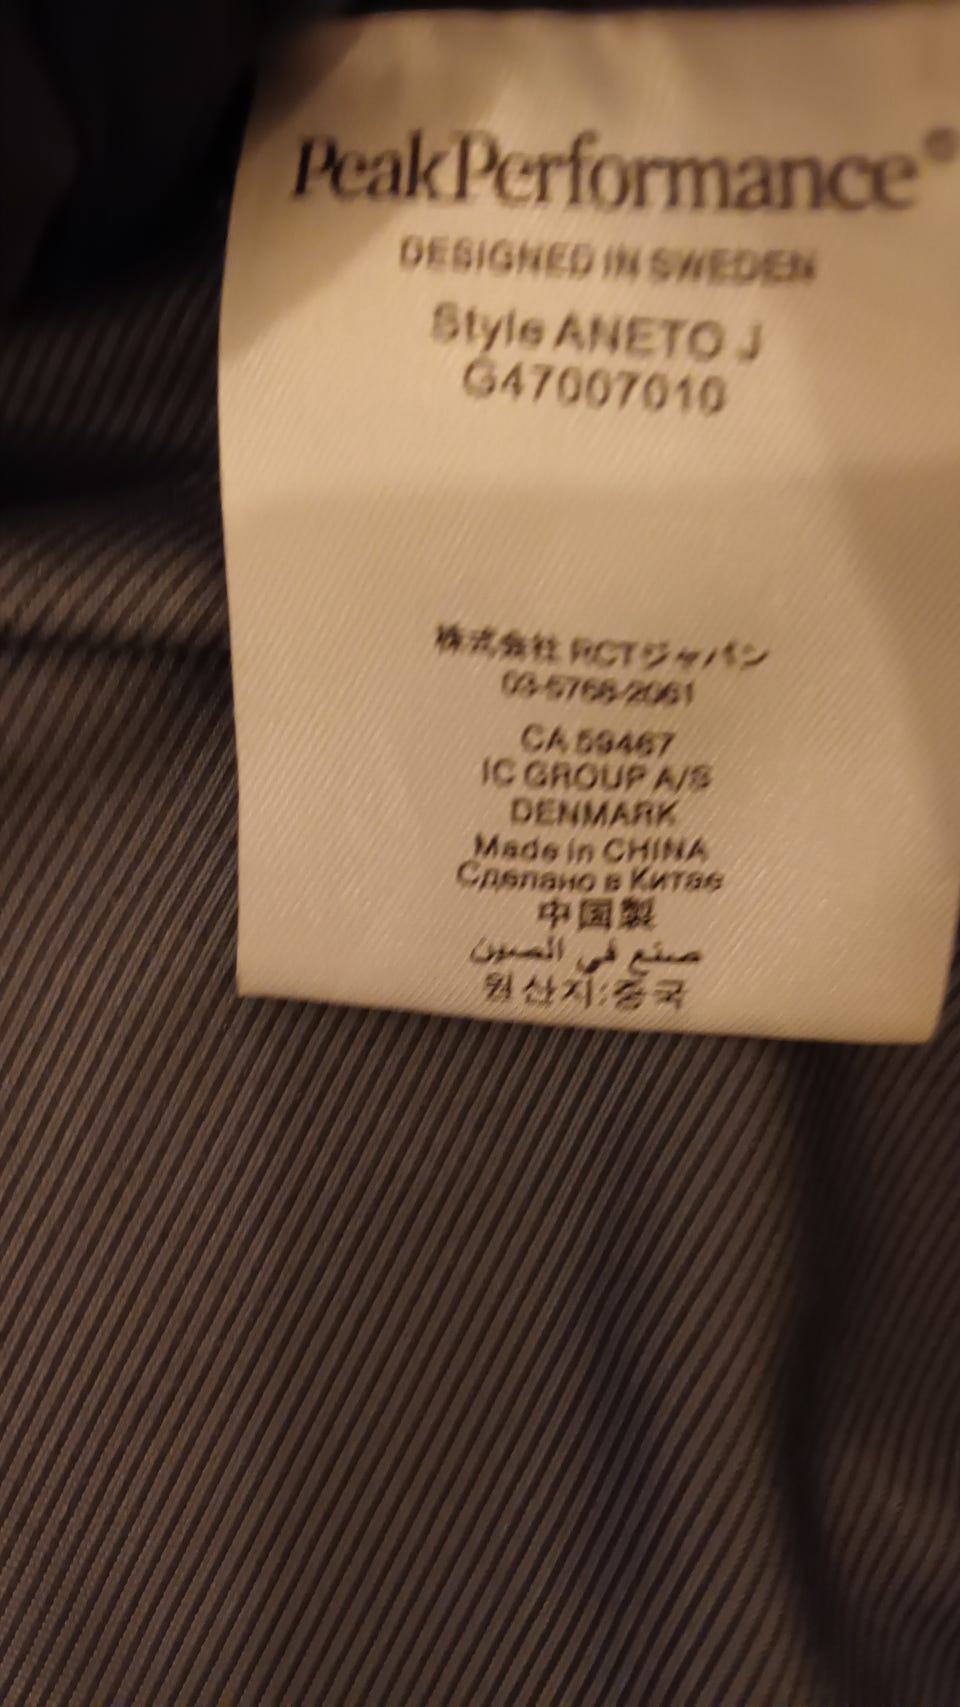 PeakPerformance®
DESIGNED IN SWEDEN
Style ANETO J
G47007010
株式会社 RCTジャパン
03-5768-2061
CA 59467
IC GROUP A/S
DENMARK
Made in CHINA
Сделано в Китае
中国製
صنع في الصين
원산지:중국